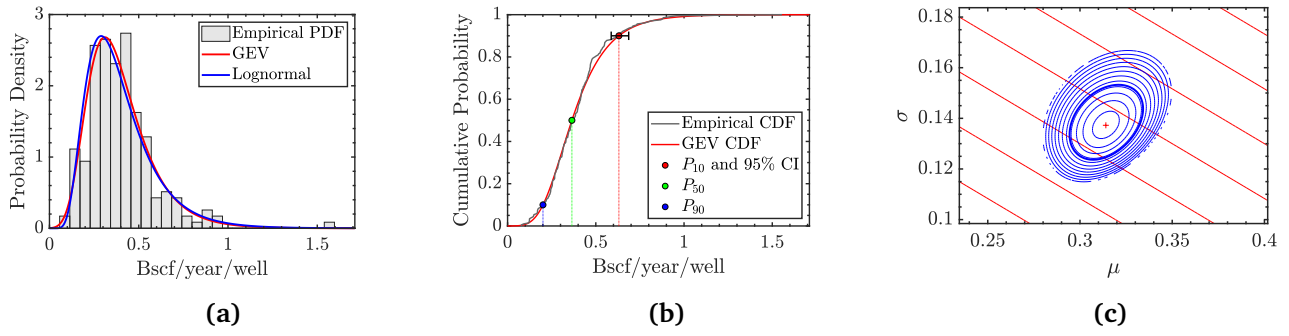 3
2
1
0
0
0.5
1
1.5
Probability Density
Bscf/year/well
Empirical PDF
GEV
Lognormal
(a)
1
0.8
0.6
0.4
0.2
0
0
0.5
1
1.5
Cumulative Probability
Bscf/year/well
Empirical CDF
GEV CDF
P10 and 95% CI
P50
P90
(b)
0.18
0.16
0.14
0.12
0.1
0.25
0.3
0.35
0.4
σ
μ
(c)